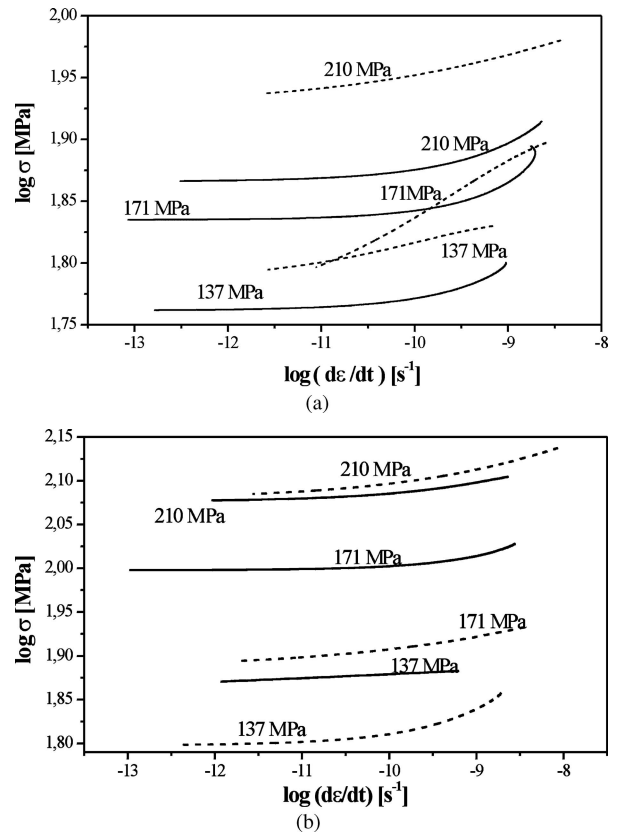 2,00
1,95
1,90
1,85
1,80
1,75
log σ [MPa]
210 MPa
210 MPa
171MPa
171 MPa
137 MPa
137 MPa
-13 -12 -11 -10 -9 -8
log ( dε /dt ) [s⁻¹]
(a)
2,15
2,10
2,05
2,00
1,95
1,90
1,85
1,80
log σ [MPa]
210 MPa
210 MPa
171 MPa
171 MPa
137 MPa
137 MPa
-13 -12 -11 -10 -9 -8
log (dε/dt) [s⁻¹]
(b)